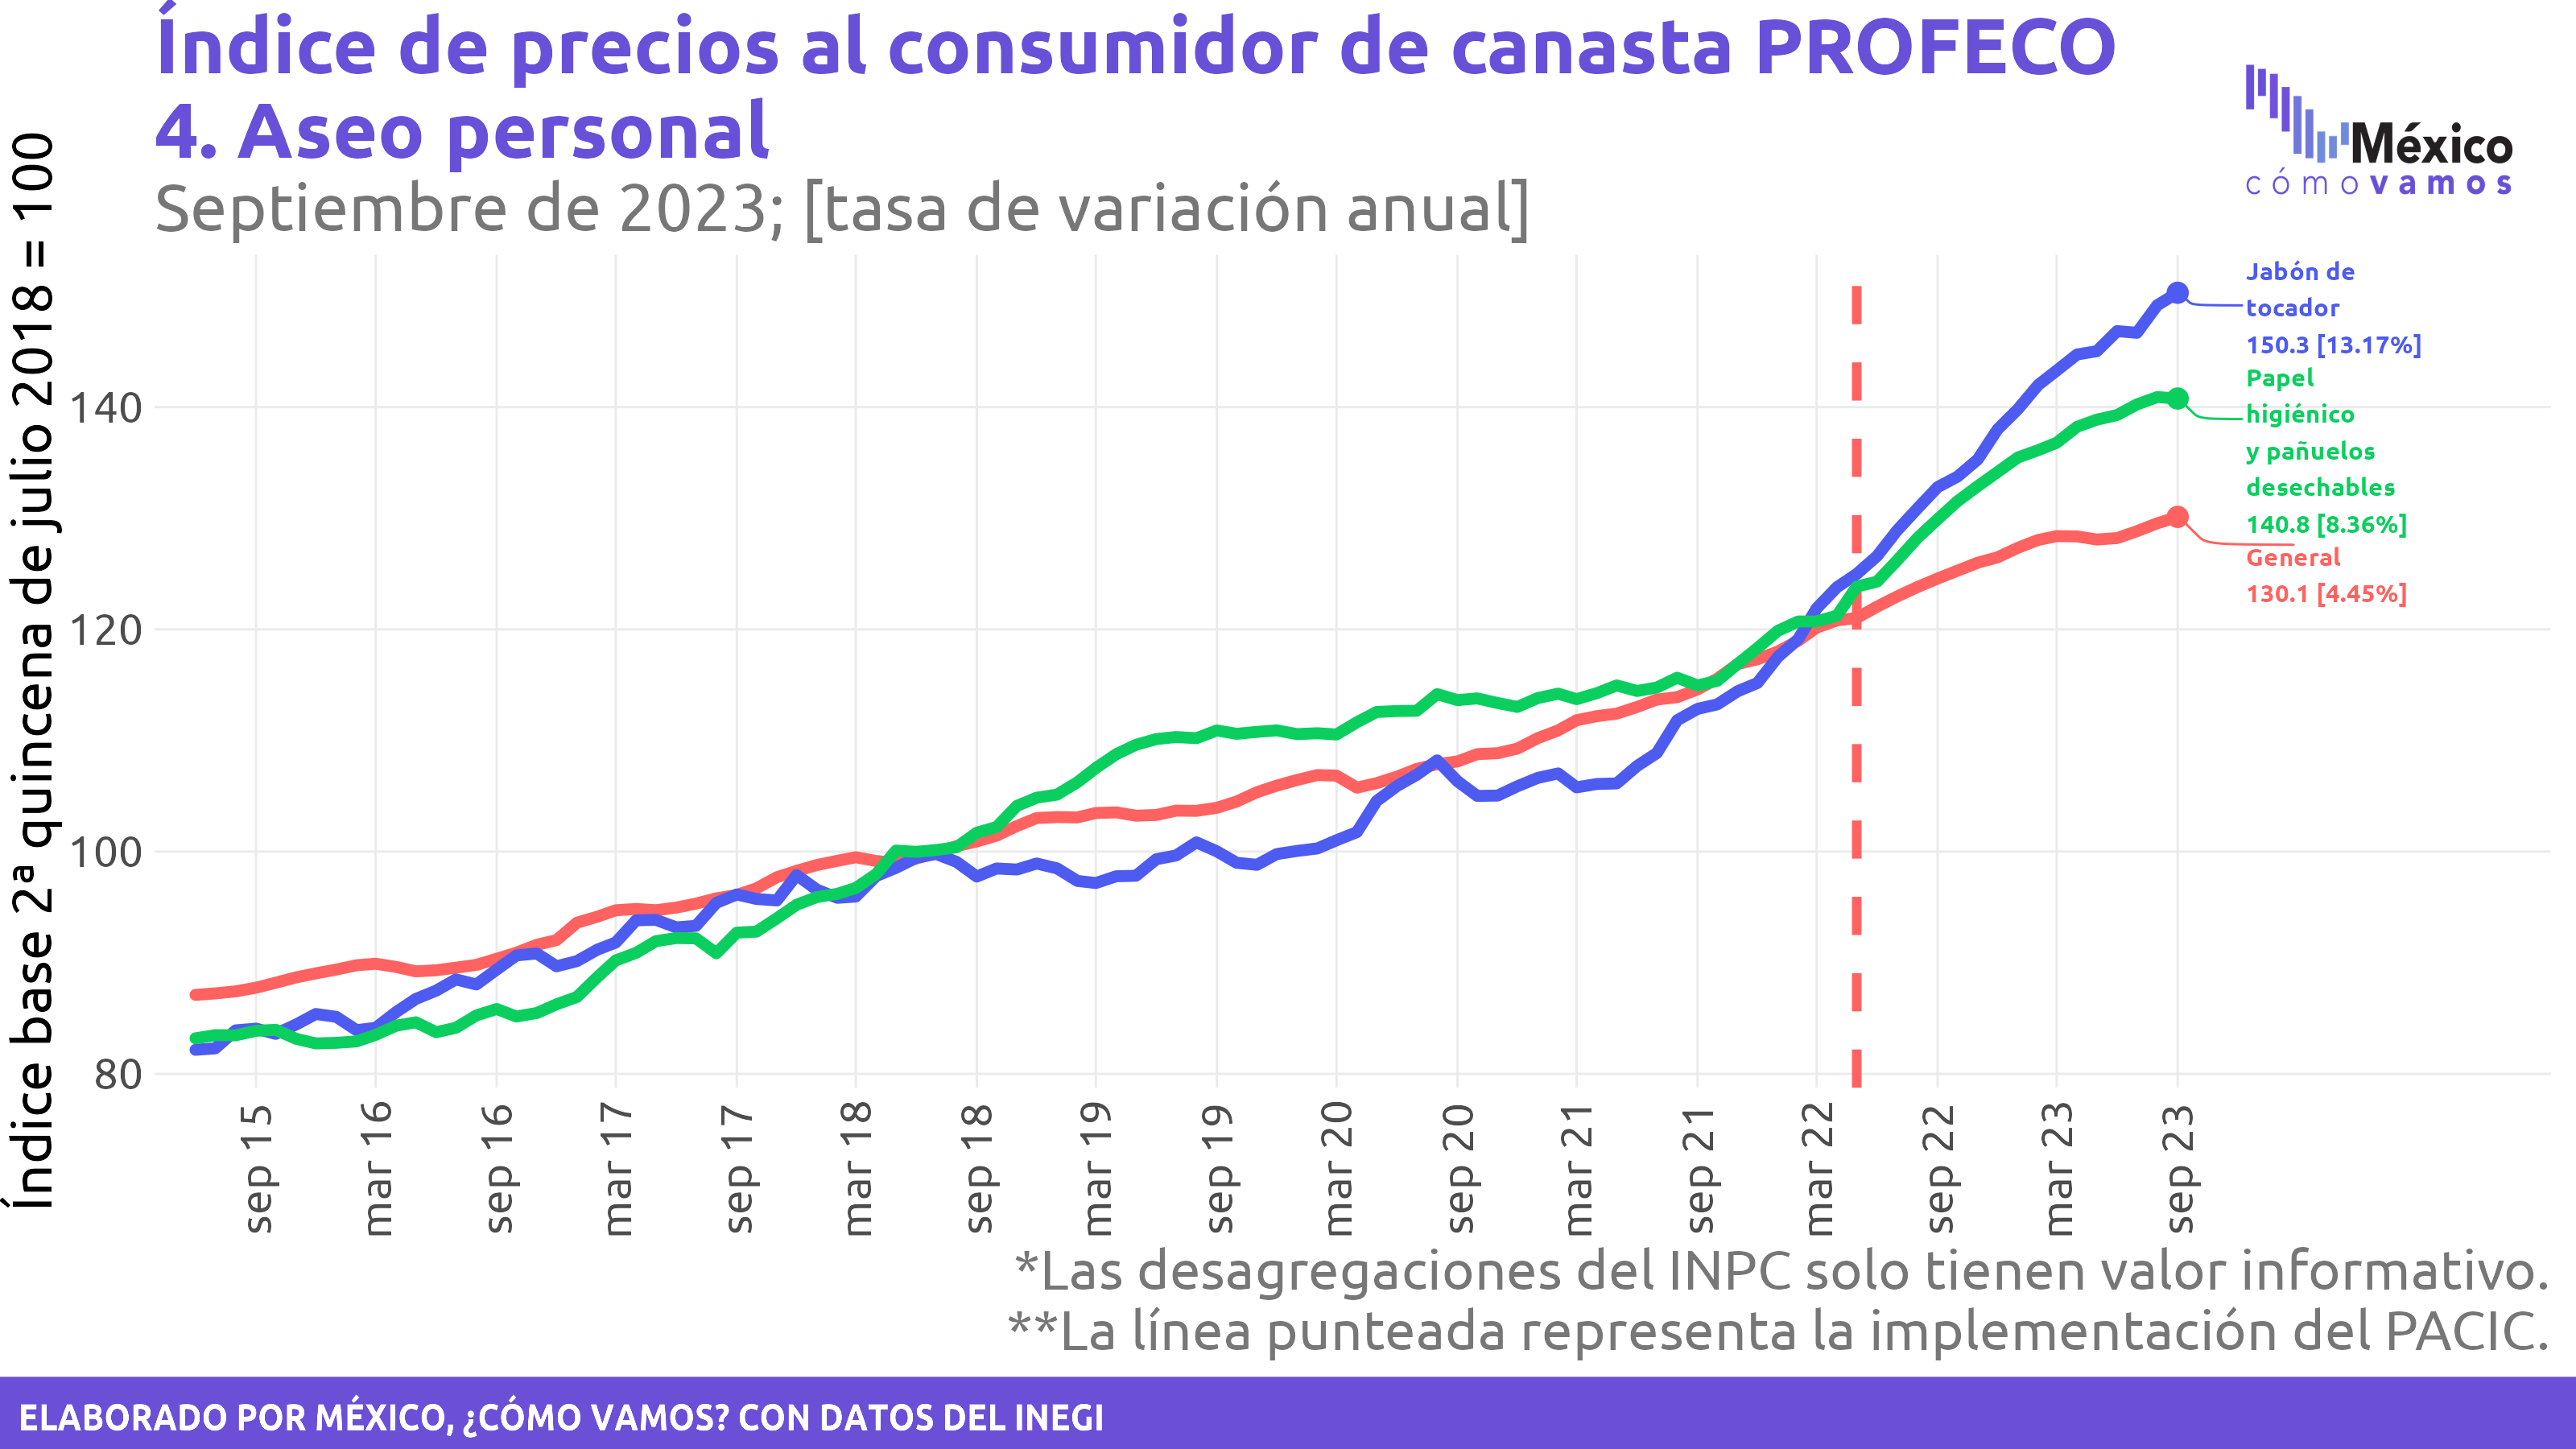 Índice de precios al consumidor de canasta PROFECO
4. Aseo personal
Septiembre de 2023; [tasa de variación anual]
México
cómo vamos
Índice base 2ª quincena de julio 2018 = 100
140
120
100
80
Jabón de
tocador
150.3 [13.17%]
Papel
higiénico
y pañuelos
desechables
140.8 [8.36%]
General
130.1 [4.45%]
sep 15
mar 16
sep 16
mar 17
sep 17
mar 18
sep 18
mar 19
sep 19
mar 20
sep 20
mar 21
sep 21
mar 22
sep 22
mar 23
sep 23
*Las desagregaciones del INPC solo tienen valor informativo.
**La línea punteada representa la implementación del PACIC.
ELABORADO POR MÉXICO, ¿CÓMO VAMOS? CON DATOS DEL INEGI